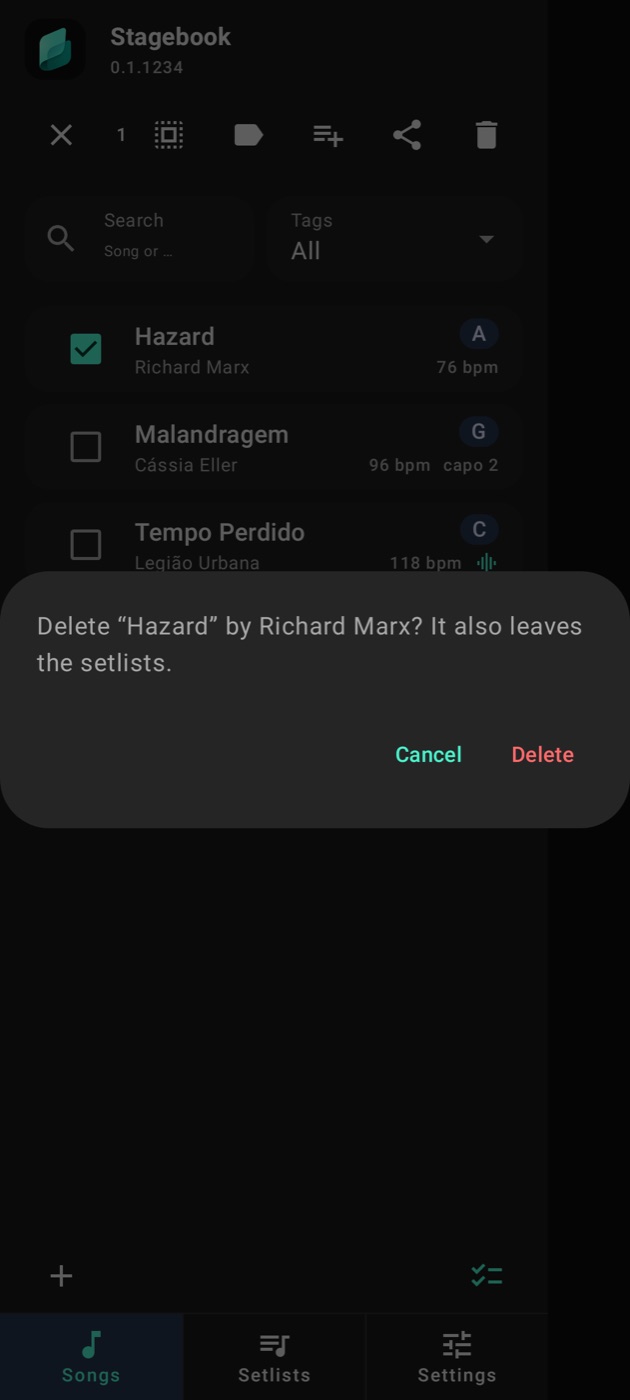 Stagebook
0.1.1234
1
Search
Song or …
Tags
All
Hazard
A
Richard Marx
76 bpm
Malandragem
G
Cássia Eller
96 bpm capo 2
Tempo Perdido
C
Legião Urbana
118 bpm
Delete “Hazard” by Richard Marx? It also leaves
the setlists.
Cancel Delete
Songs Setlists Settings